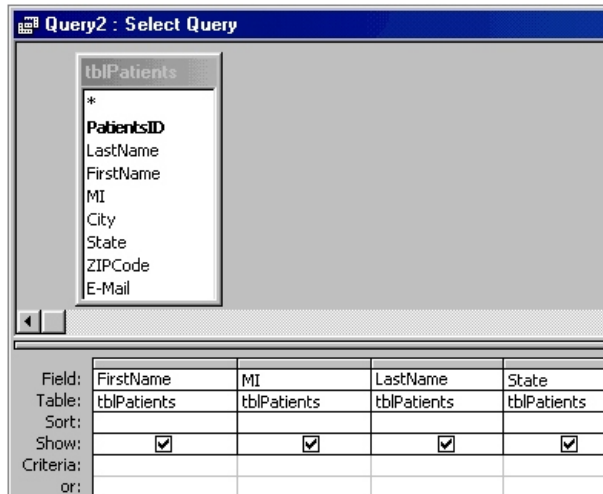 Query2 : Select Query
tblPatients
*
PatientsID
LastName
FirstName
MI
City
State
ZIPCode
E-Mail
Field: FirstName MI LastName State
Table: tblPatients tblPatients tblPatients tblPatients
Sort:
Show:
Criteria:
or: